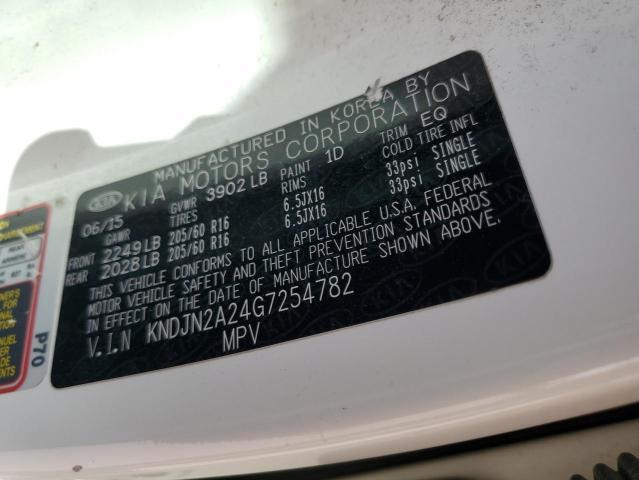 MANUFACTURED IN KOREA BY
KIA KIA MOTORS CORPORATION
06/15 GVWR 3902 LB PAINT 1D TRIM EQ
GAWR TIRES RIMS COLD TIRE INFL
FRONT 2249LB 205/60 R16 6.5JX16 33psi SINGLE
REAR 2028LB 205/60 R16 6.5JX16 33psi SINGLE
THIS VEHICLE CONFORMS TO ALL APPLICABLE U.S.A. FEDERAL
MOTOR VEHICLE SAFETY AND THEFT PREVENTION STANDARDS
IN EFFECT ON THE DATE OF MANUFACTURE SHOWN ABOVE.
V.I.N KNDJN2A24G7254782
MPV
P70